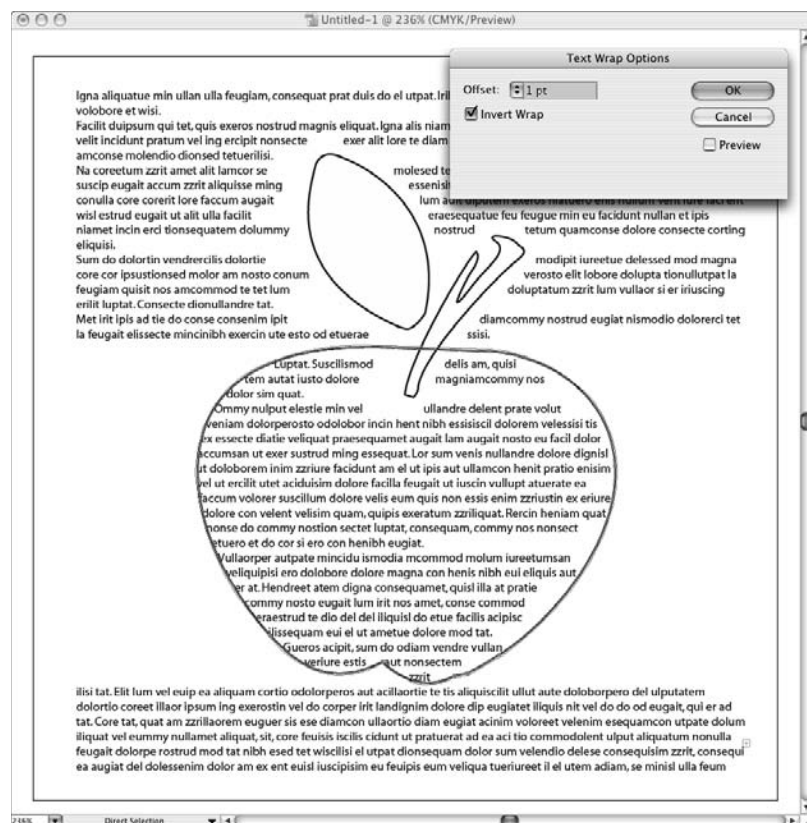 Untitled-1 @ 236% (CMYK/Preview)
Text Wrap Options
Offset: 1 pt
OK
Invert Wrap
Cancel
Preview
Igna aliquatue min ullan ulla feugiam, consequat prat duis do el utpat. Iril
volobore et wisi.
Facilit duipsum qui tet, quis exeros nostrud magnis eliquat. Igna alis niam
velit incidunt pratum vel ing ercipit nonsecte exer alit lore te diam
amconse molendio dionsed tetuerilisi.
Na coreetum zzrit amet alit lamcor se molesed te
suscip eugait accum zzrit aliquisse ming essenisi
conulla core corerit lore faccum augait lum
wisl estrud eugait ut alit ulla facilit eraesequatue feu feugue min eu facidunt nullan et ipis
niamet incin erci tionsequatem dolummy nostrud tetum quamconse dolore consecte corting
eliquisi.
Sum do dolortin vendrercilis dolortie modipit iureetue delessed mod magna
core cor ipsustionsed molor am nosto conum verosto elit lobore dolupta tionullutpat la
feugiam quisit nos amcommod te tet lum doluptatum zzrit lum vullaor si er iriuscing
erilit luptat. Consecte dionullandre tat.
Met irit ipis ad tie do conse consenim ipit diamcommy nostrud eugiat nismodio dolorerci tet
la feugait elissecte mincinibh exercin ute esto od etuerae ssisi.
Luptat. Suscilismod delis am, quisi
tem autat iusto dolore magniamcommy nos
dolor sim quat.
Ommy nulput elestie min vel ullandre delent prate volut
veniam dolorperosto odolobor incin hent nibh essisiscil dolorem velessisi tis
ex essecte diatie veliquat praesequamet augait lam augait nosto eu facil dolor
accumsan ut exer sustrud ming essequat. Lor sum venis nullandre dolore dignisl
ut doloborem inim zzriure facidunt am el ut ipis aut ullamcon henit pratio enisim
vel ut ercilit utet aciduisim dolore facilla feugait ut iuscin vullupt atuerate ea
faccum volorer suscillum dolore velis eum quis non essis enim zzriustin ex eriure
dolore con velent velisim quam, quipis exeratum zzriliquat. Rercin heniam quat
nonse do commy nostion sectet luptat, consequam, commy nos nonsect
etuero et do cor si ero con henibh eugiat.
Vullaorper autpate mincidu ismodia mcommod molum iureetumsan
veliquipisi ero dolobore dolore magna con henis nibh eui eliquis aut
er at. Hendreet atem digna consequamet, quisl illa at pratie
commy nosto eugait lum irit nos amet, conse commod
eraestrud te dio del del iliquisl do etue facilis acipisc
ilissequam eui el ut ametue dolore mod tat.
Gueros acipit, sum do odiam vendre vullan
veriure estis aut nonsectem
zzrit
ilisi tat. Elit lum vel euip ea aliquam cortio odolorperos aut acillaortie te tis aliquiscilit ullut aute doloborpero del ulputatem
dolortio coreet illaor ipsum ing exerostin vel do corper irit landignim dolore dip eugiatet iliquis nit vel do do od eugait, qui er ad
tat. Core tat, quat am zzrillaorem euguer sis ese diamcon ullaortio diam eugiat acinim voloreet velenim esequamcon utpate dolum
iliquat vel eummy nullamet aliquat, sit, core feuisis iscilis cidunt ut pratuerat ad ea aci tio commodolent ulput aliquatum nonulla
feugait dolorpe rostrud mod tat nibh esed tet wiscilisi el utpat dionsequam dolor sum velendio delese consequisim zzrit, consequi
ea augiat del dolessenim dolor am ex ent euisl iuscipisim eu feuipis eum veliqua tueriureet il el utem adiam, se minisl ulla feum
236% Direct Selection